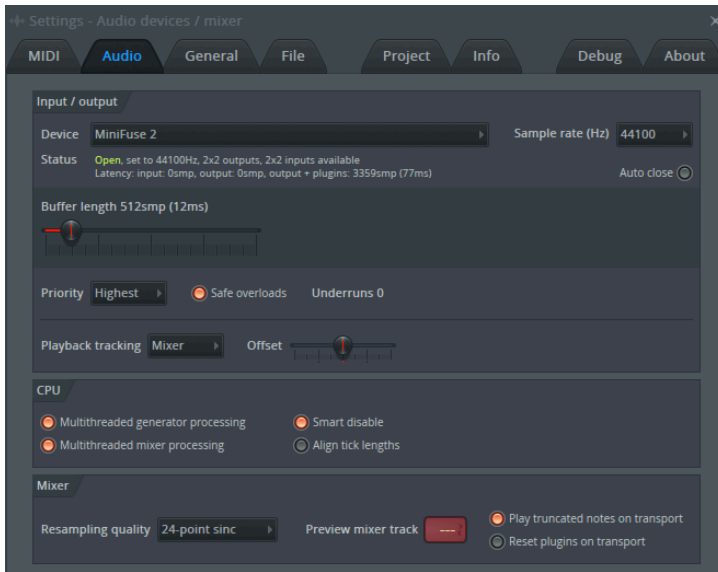 Settings - Audio devices / mixer
MIDI Audio General File Project Info Debug About
Input / output
Device MiniFuse 2 Sample rate (Hz) 44100
Status Open, set to 44100Hz, 2x2 outputs, 2x2 inputs available
Latency: input: 0smp, output: 0smp, output + plugins: 3359smp (77ms)
Auto close
Buffer length 512smp (12ms)
Priority Highest Safe overloads Underruns 0
Playback tracking Mixer Offset
CPU
Multithreaded generator processing Smart disable
Multithreaded mixer processing Align tick lengths
Mixer
Resampling quality 24-point sinc Preview mixer track ---
Play truncated notes on transport
Reset plugins on transport